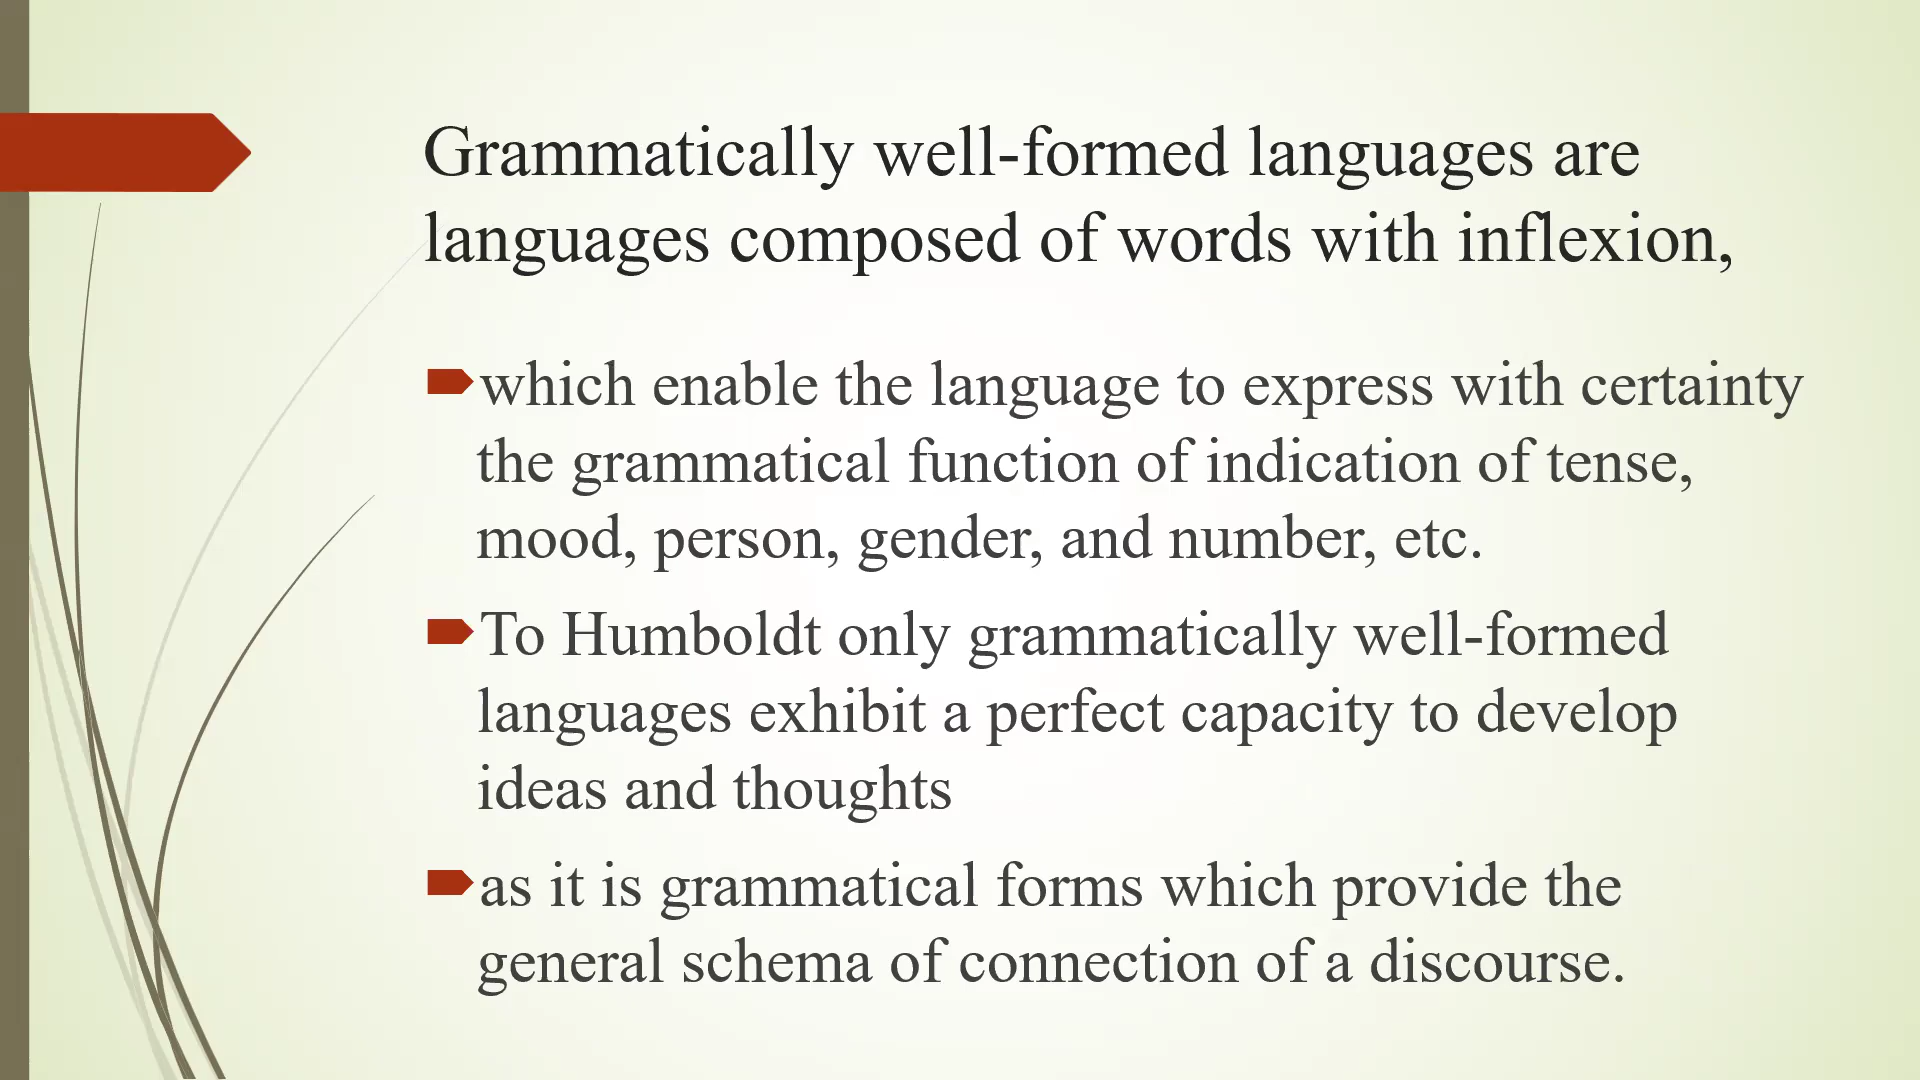 Grammatically well-formed languages are
languages composed of words with inflexion,
which enable the language to express with certainty
the grammatical function of indication of tense,
mood, person, gender, and number, etc.
To Humboldt only grammatically well-formed
languages exhibit a perfect capacity to develop
ideas and thoughts
as it is grammatical forms which provide the
general schema of connection of a discourse.